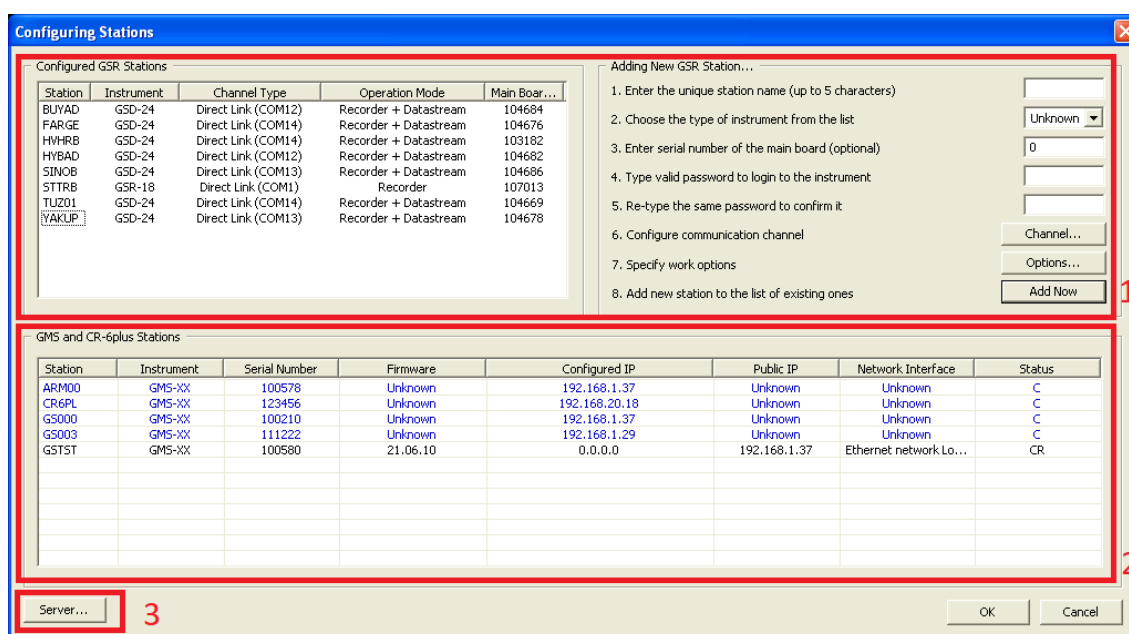 Configuring Stations
Configured GSR Stations
Station Instrument Channel Type Operation Mode Main Boar...
BUYAD GSD-24 Direct Link (COM12) Recorder + Datastream 104684
FARGE GSD-24 Direct Link (COM14) Recorder + Datastream 104676
HVHRB GSD-24 Direct Link (COM14) Recorder + Datastream 103182
HYBAD GSD-24 Direct Link (COM12) Recorder + Datastream 104682
SINOB GSD-24 Direct Link (COM13) Recorder + Datastream 104686
STTRB GSR-18 Direct Link (COM1) Recorder 107013
TUZ01 GSD-24 Direct Link (COM14) Recorder + Datastream 104669
YAKUP GSD-24 Direct Link (COM13) Recorder + Datastream 104678
Adding New GSR Station...
1. Enter the unique station name (up to 5 characters)
2. Choose the type of instrument from the list Unknown
3. Enter serial number of the main board (optional) 0
4. Type valid password to login to the instrument
5. Re-type the same password to confirm it
6. Configure communication channel Channel...
7. Specify work options Options...
8. Add new station to the list of existing ones Add Now
1
GMS and CR-6plus Stations
Station Instrument Serial Number Firmware Configured IP Public IP Network Interface Status
ARM00 GMS-XX 100578 Unknown 192.168.1.37 Unknown Unknown C
CR6PL GMS-XX 123456 Unknown 192.168.20.18 Unknown Unknown C
GS000 GMS-XX 100210 Unknown 192.168.1.37 Unknown Unknown C
GS003 GMS-XX 111222 Unknown 192.168.1.29 Unknown Unknown C
GSTST GMS-XX 100580 21.06.10 0.0.0.0 192.168.1.37 Ethernet network Lo... CR
2
Server... 3 OK Cancel